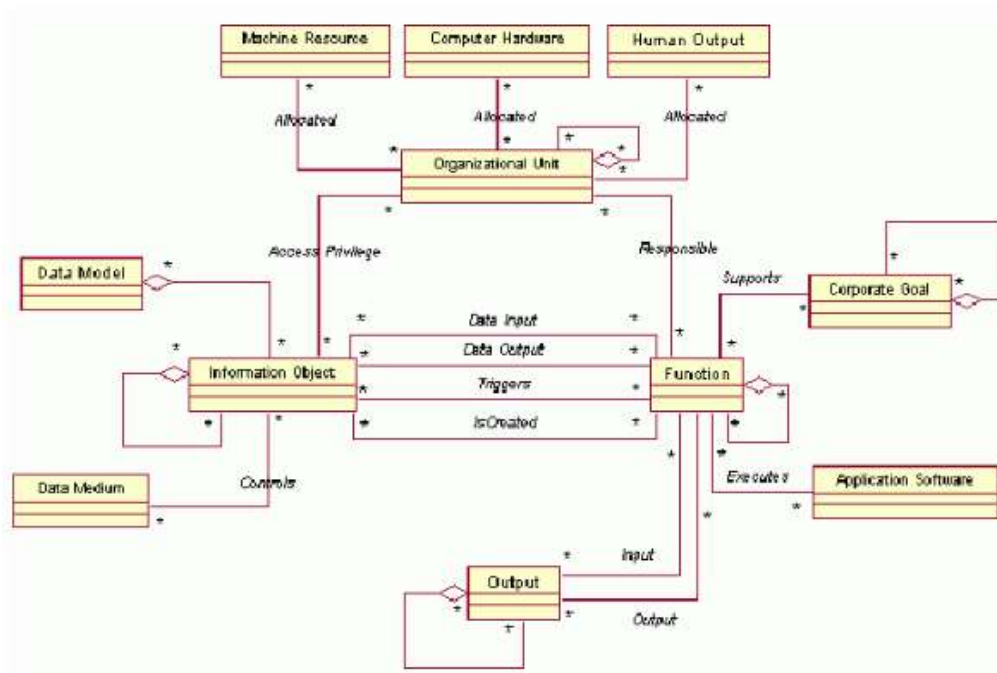 Machine Resource
Computer Hardware
Human Output
* * *
Allocated
Allocated
Allocated
* * * *
Organizational Unit
* *
* *
Access Privilege
Responsible
Data Model
*
Supports
* *
Corporate Goal
*
* Data Input *
* * * *
* Data Output *
* Information Object
Function
* Triggers * *
* * IsCreated * * *
Data Medium
Controls
*
Executes
*
Application Software
* *
* Input
Output
* * *
Output